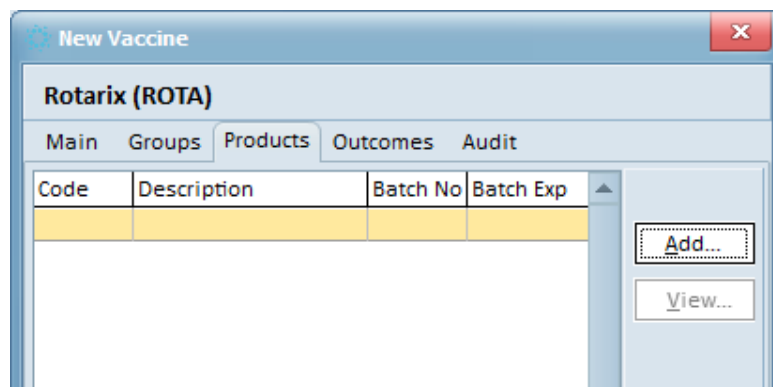 New Vaccine
Rotarix (ROTA)
Main Groups Products Outcomes Audit
Code Description Batch No Batch Exp
Add...
View...